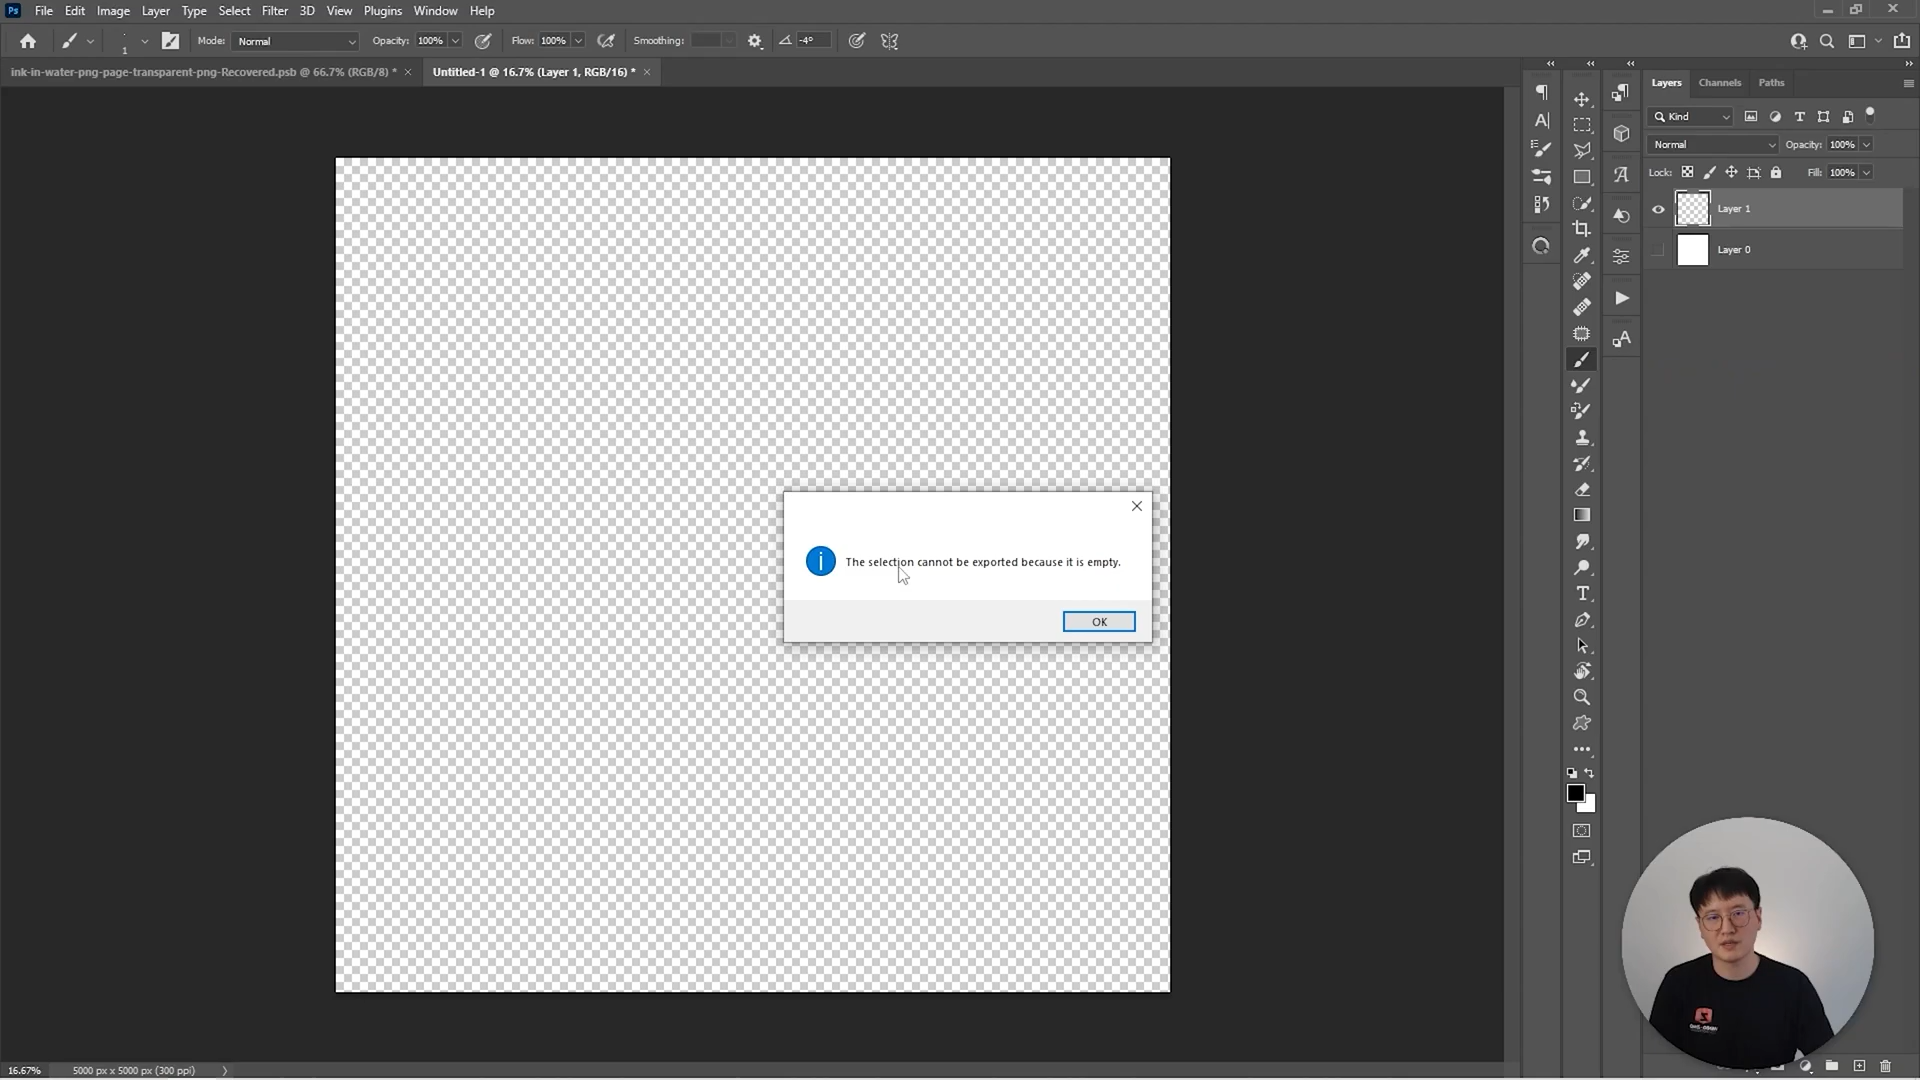 File Edit Image Layer Type Select Filter 3D View Plugins Window Help
1 Mode: Normal Opacity: 100% Flow: 100% Smoothing: -4°
ink-in-water-png-page-transparent-png-Recovered.psb @ 66.7% (RGB/8) * Untitled-1 @ 16.7% (Layer 1, RGB/16) *
Layers Channels Paths
Kind
Normal Opacity: 100%
Lock: Fill: 100%
Layer 1
Layer 0
The selection cannot be exported because it is empty.
OK
16.67% 5000 px x 5000 px (300 ppi)